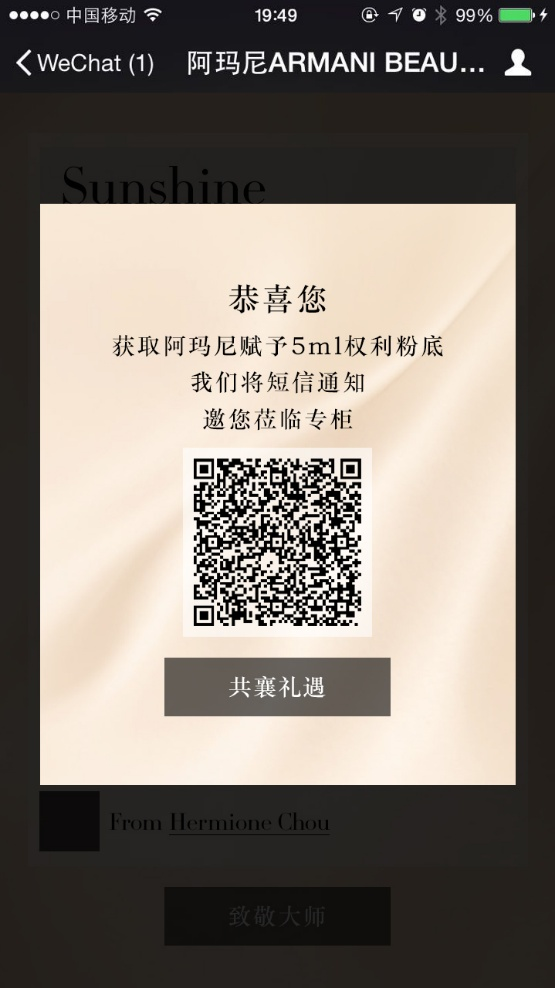 中国移动
19:49
99%
WeChat (1)
阿玛尼ARMANI BEAU...
Sunshine
恭喜您
获取阿玛尼赋予5ml权利粉底
我们将短信通知
邀您莅临专柜
共襄礼遇
From Hermione Chou
致敬大师